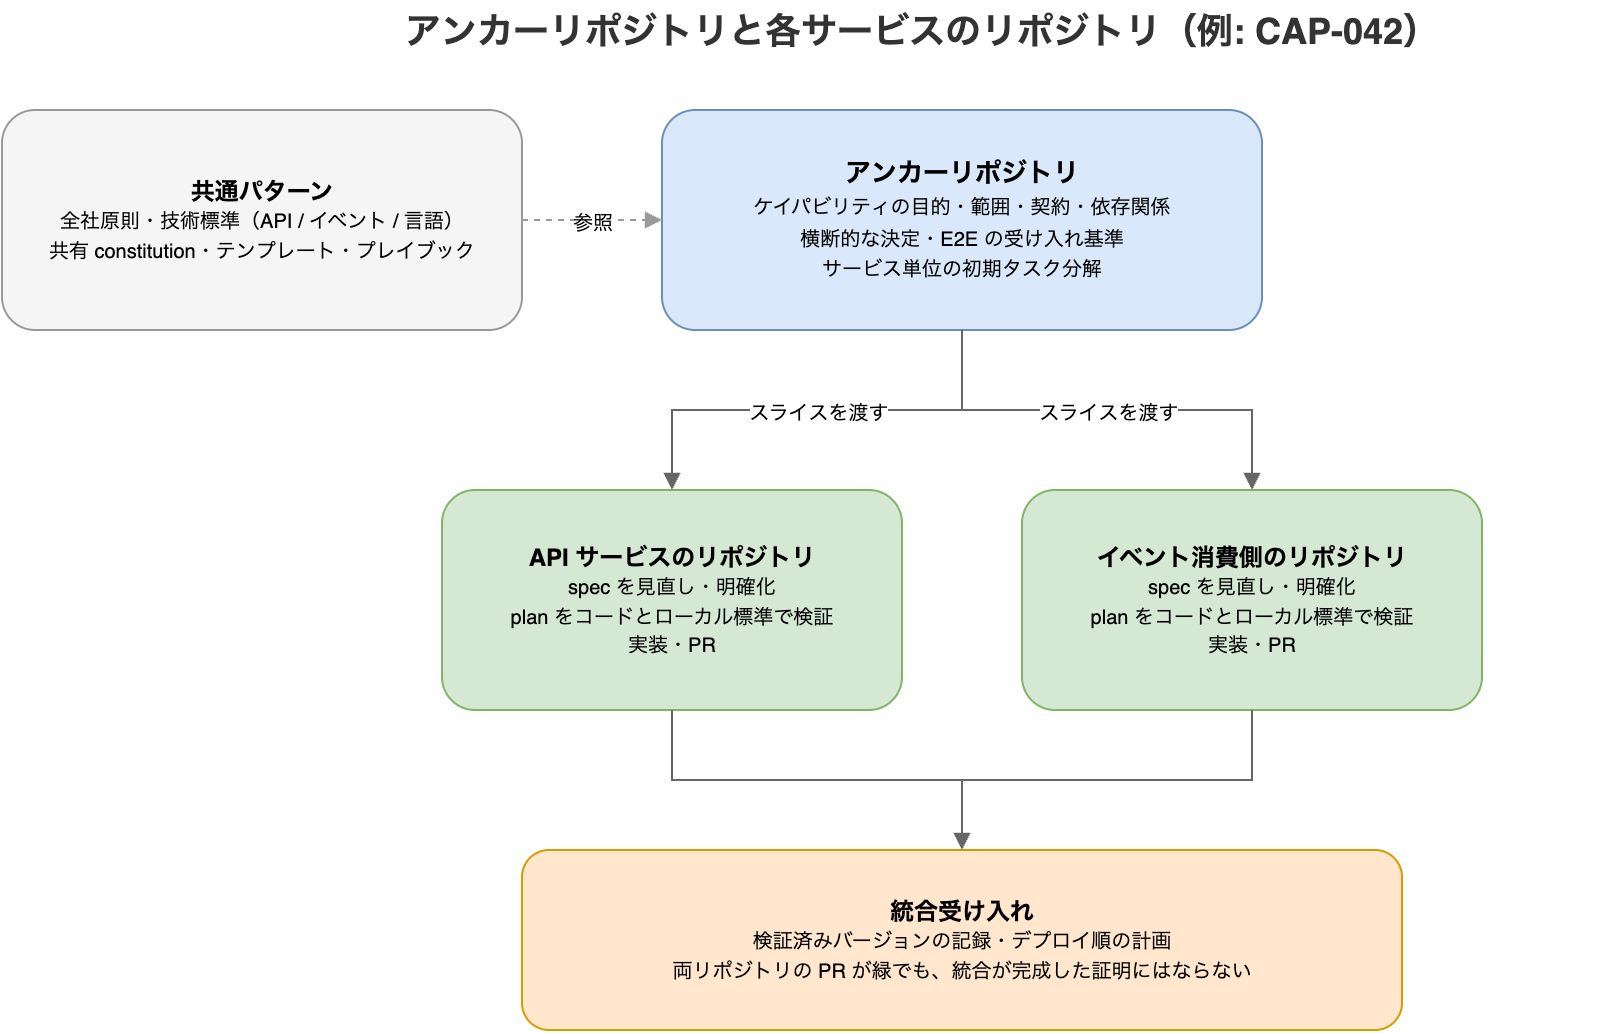 アンカーリポジトリと各サービスのリポジトリ（例: CAP-042）
共通パターン
全社原則・技術標準（API / イベント / 言語）
共有 constitution・テンプレート・プレイブック
参照
アンカーリポジトリ
ケイパビリティの目的・範囲・契約・依存関係
横断的な決定・E2E の受け入れ基準
サービス単位の初期タスク分解
スライスを渡す
スライスを渡す
API サービスのリポジトリ
spec を見直し・明確化
plan をコードとローカル標準で検証
実装・PR
イベント消費側のリポジトリ
spec を見直し・明確化
plan をコードとローカル標準で検証
実装・PR
統合受け入れ
検証済みバージョンの記録・デプロイ順の計画
両リポジトリの PR が緑でも、統合が完成した証明にはならない